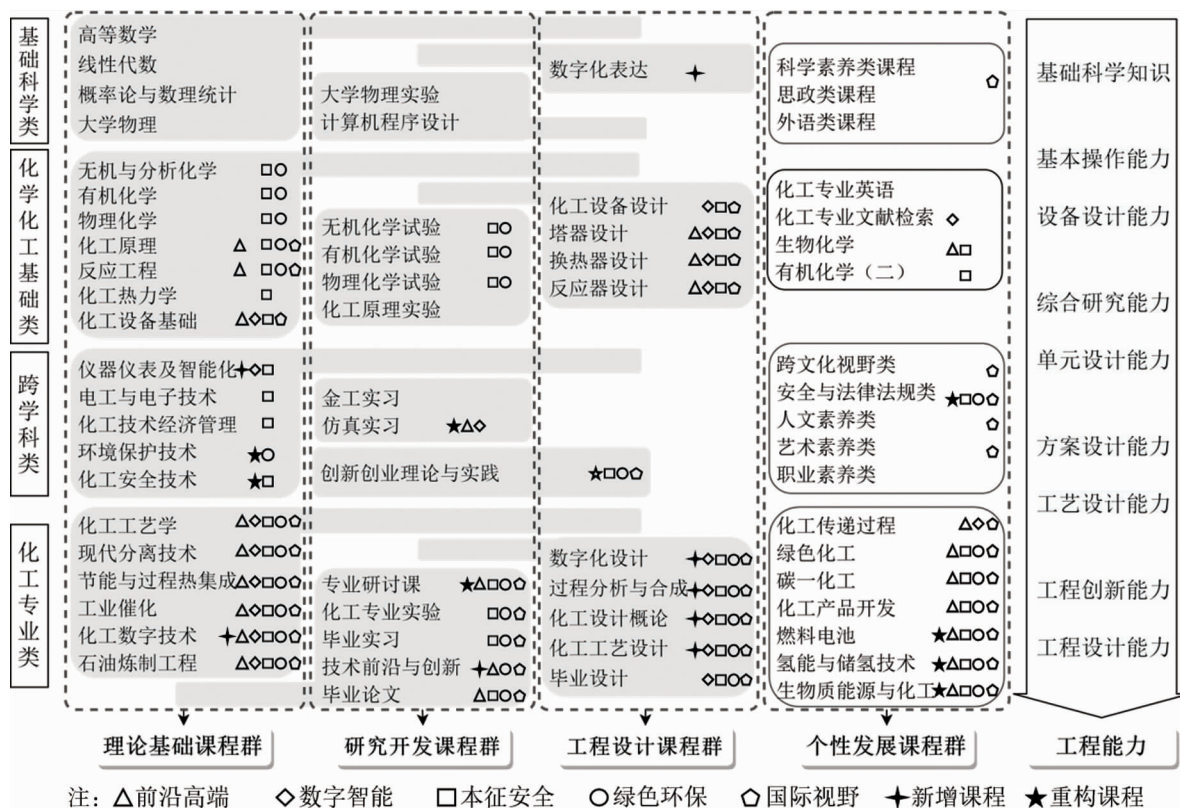 基础科学类
高等数学
线性代数
概率论与数理统计
大学物理
大学物理实验
计算机程序设计
数字化表达
科学素养类课程
思政类课程
外语类课程
化学化工基础类
无机与分析化学
有机化学
物理化学
化工原理
反应工程
化工热力学
化工设备基础
无机化学试验
有机化学试验
物理化学试验
化工原理实验
化工设备设计
塔器设计
换热器设计
反应器设计
化工专业英语
化工专业文献检索
生物化学
有机化学（二）
跨学科类
仪器仪表及智能化
电工与电子技术
化工技术经济管理
环境保护技术
化工安全技术
金工实习
仿真实习
创新创业理论与实践
跨文化视野类
安全与法律法规类
人文素养类
艺术素养类
职业素养类
化工专业类
化工工艺学
现代分离技术
节能与过程热集成
工业催化
化工数字技术
石油炼制工程
专业研讨课
化工专业实验
毕业实习
技术前沿与创新
毕业论文
数字化设计
过程分析与合成
化工设计概论
化工工艺设计
毕业设计
化工传递过程
绿色化工
碳一化工
化工产品开发
燃料电池
氢能与储氢技术
生物质能源与化工
基础科学知识
基本操作能力
设备设计能力
综合研究能力
单元设计能力
方案设计能力
工艺设计能力
工程创新能力
工程设计能力
理论基础课程群
研究开发课程群
工程设计课程群
个性发展课程群
工程能力
注：△前沿高端 ◇数字智能 □本征安全 ○绿色环保 ⬠国际视野 ✦新增课程 ★重构课程